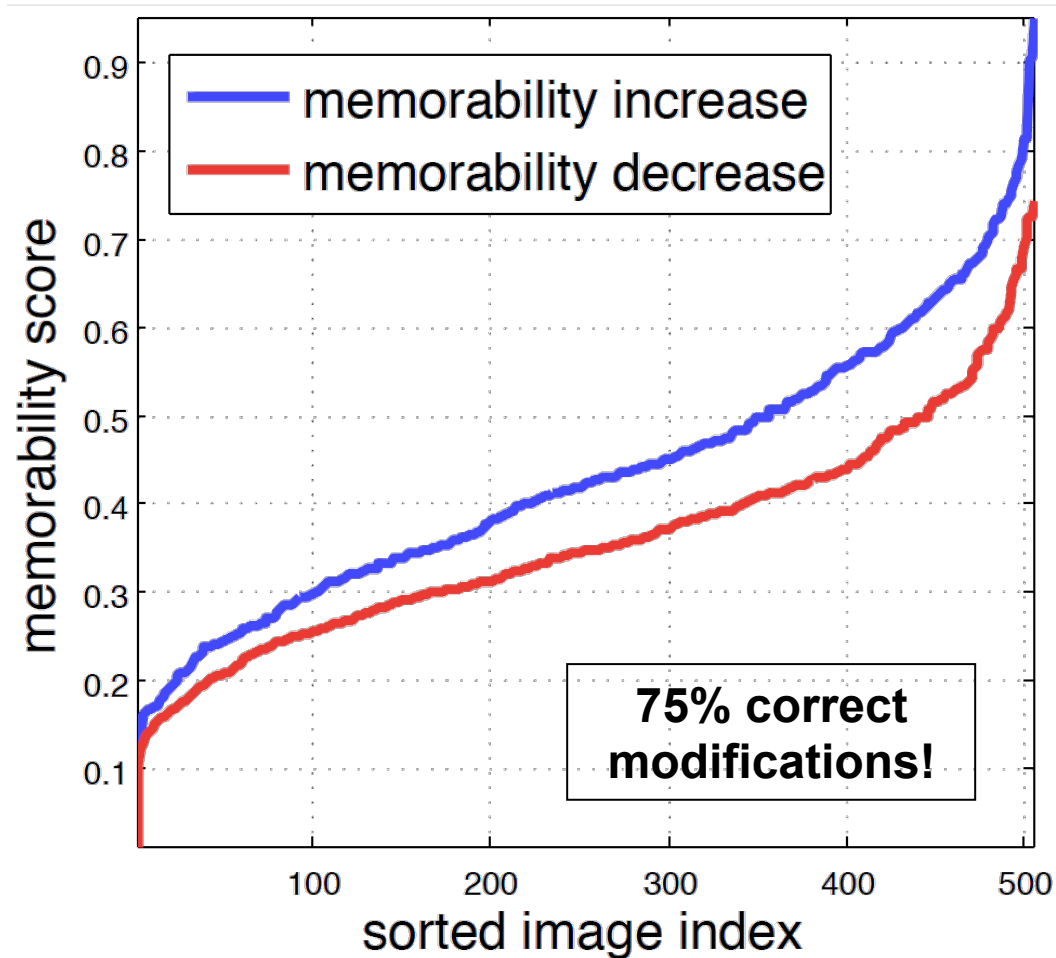 memorability increase
memorability decrease
memorability score
0.9
0.8
0.7
0.6
0.5
0.4
0.3
0.2
0.1
75% correct
modifications!
100 200 300 400 500
sorted image index